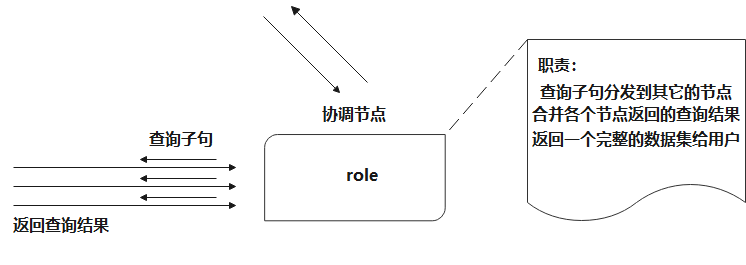 职责：
查询子句分发到其它的节点
合并各个节点返回的查询结果
返回一个完整的数据集给用户
协调节点
查询子句
role
返回查询结果